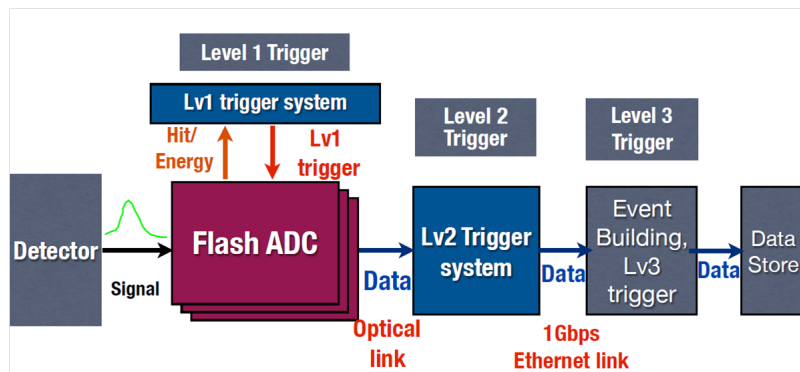 Level 1 Trigger
Lv1 trigger system
Hit/
Energy
Lv1
trigger
Level 2
Trigger
Level 3
Trigger
Detector
Signal
Flash ADC
Data
Optical
link
Lv2 Trigger
system
Data
1Gbps
Ethernet link
Event
Building,
Lv3
trigger
Data
Data
Store